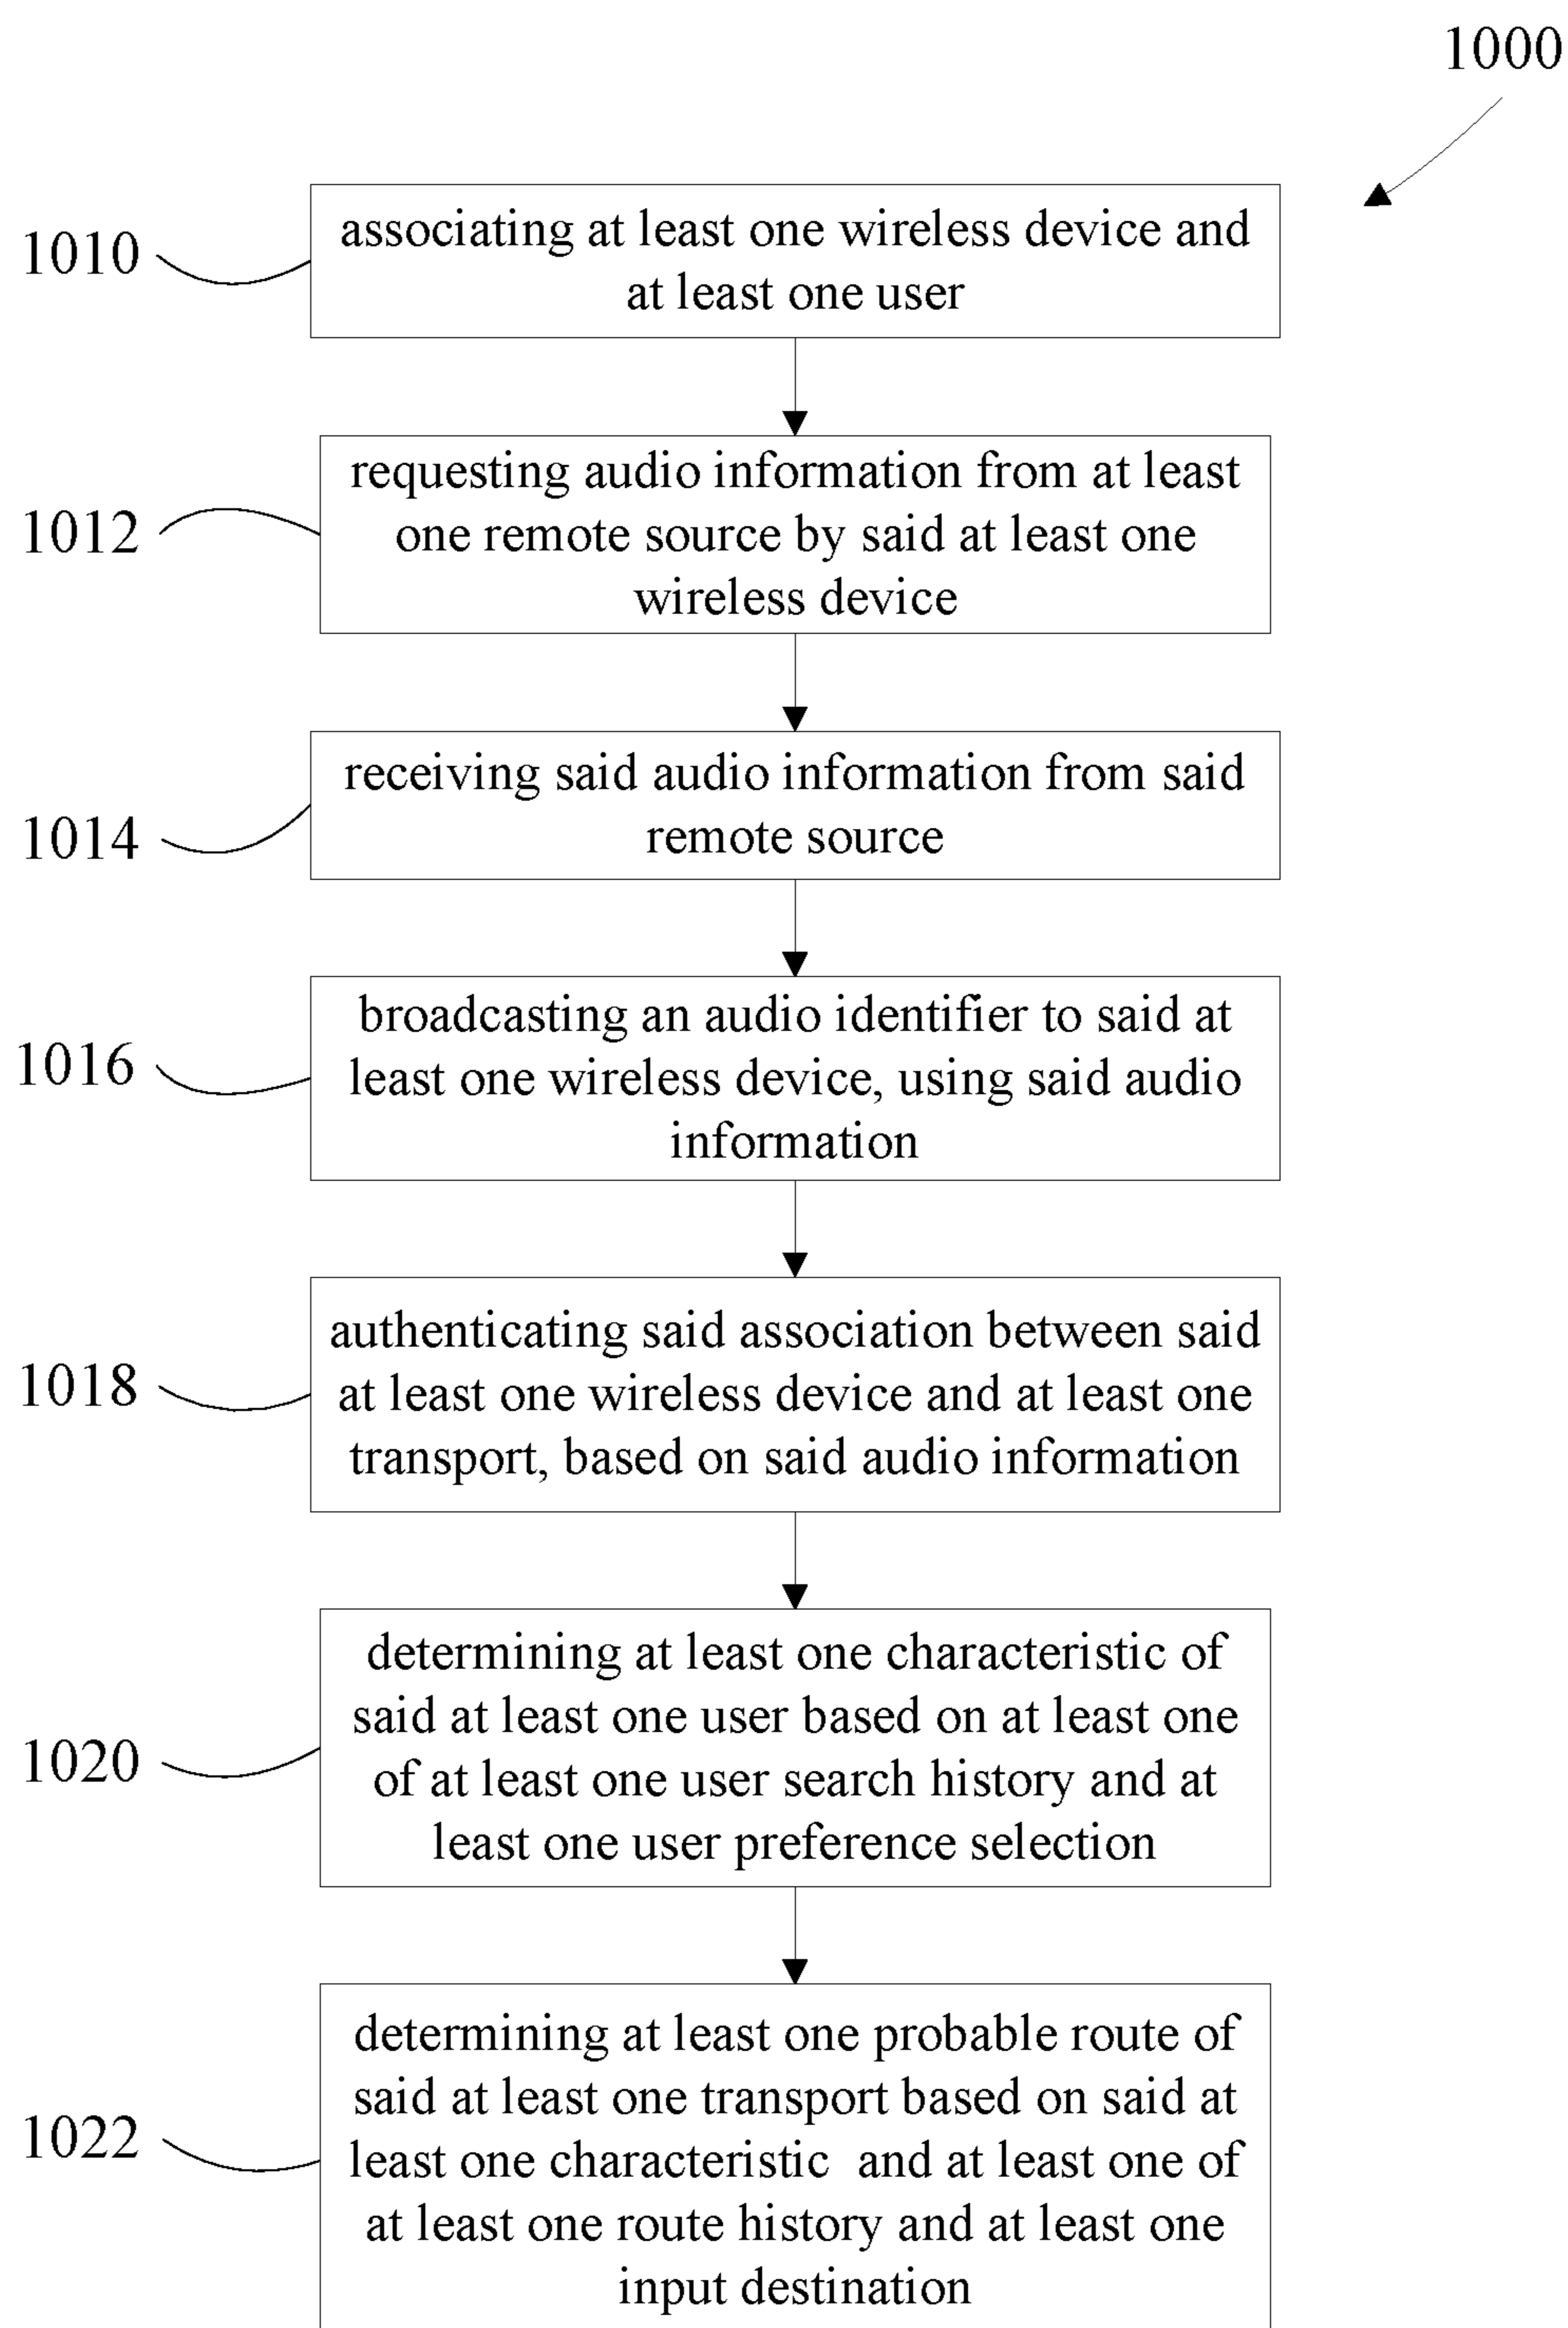 1000
1010
associating at least one wireless device and
at least one user
1012
requesting audio information from at least
one remote source by said at least one
wireless device
1014
receiving said audio information from said
remote source
1016
broadcasting an audio identifier to said at
least one wireless device, using said audio
information
1018
authenticating said association between said
at least one wireless device and at least one
transport, based on said audio information
1020
determining at least one characteristic of
said at least one user based on at least one
of at least one user search history and at
least one user preference selection
1022
determining at least one probable route of
said at least one transport based on said at
least one characteristic and at least one of
at least one route history and at least one
input destination